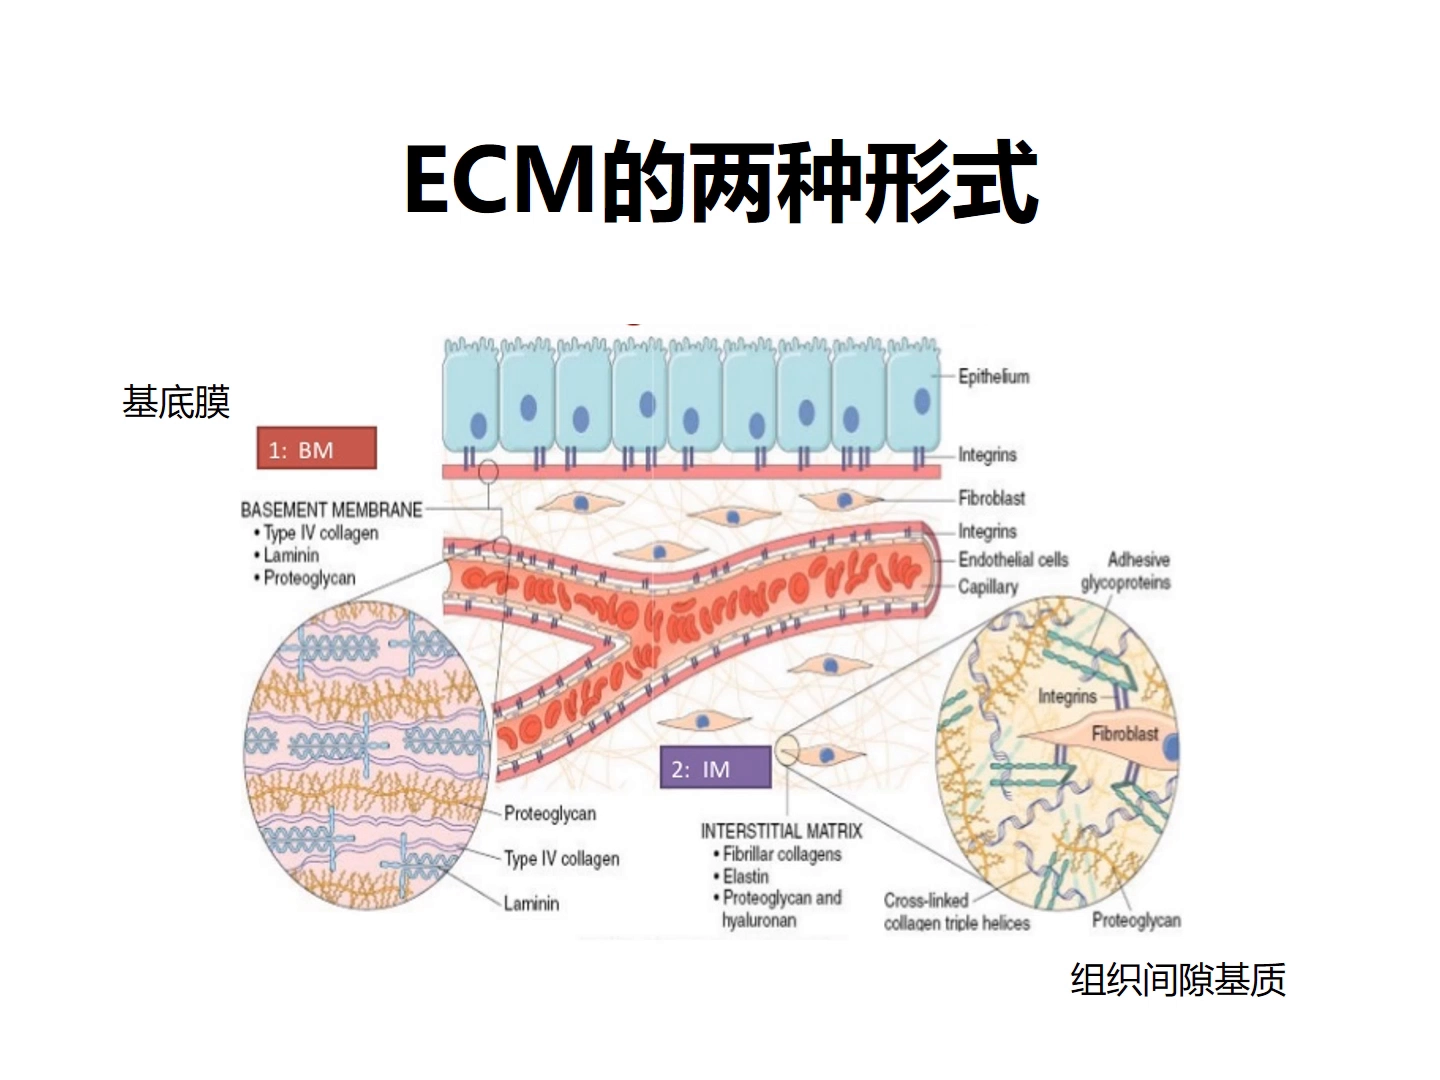 ECM的两种形式
基底膜
1: BM
BASEMENT MEMBRANE
• Type IV collagen
• Laminin
• Proteoglycan
Epithelium
Integrins
Fibroblast
Integrins
Endothelial cells
Capillary
Adhesive
glycoproteins
Integrins
Fibroblast
2: IM
Proteoglycan
Type IV collagen
Laminin
INTERSTITIAL MATRIX
• Fibrillar collagens
• Elastin
• Proteoglycan and
hyaluronan
Cross-linked
collagen triple helices
Proteoglycan
组织间隙基质